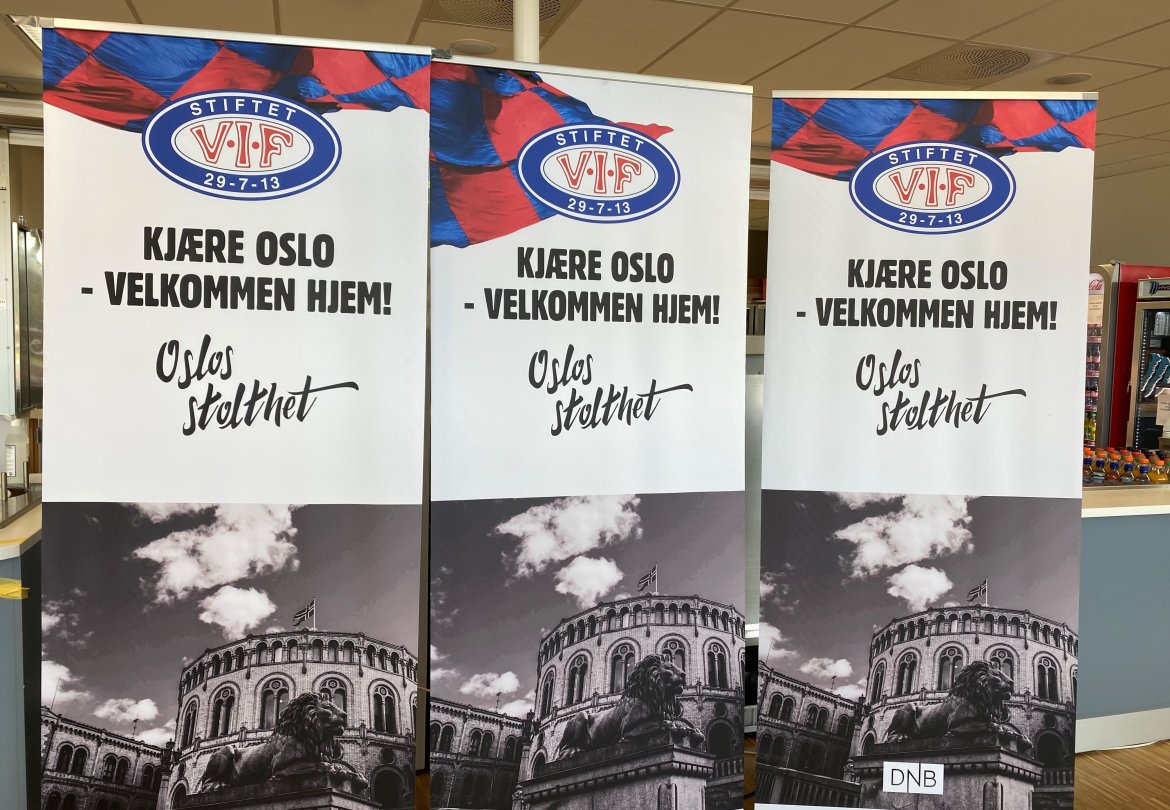 STIFTET
V·I·F
29-7-13
KJÆRE OSLO
- VELKOMMEN HJEM!
Oslos
stolthet
STIFTET
V·I·F
29-7-13
KJÆRE OSLO
- VELKOMMEN HJEM!
Oslos
stolthet
STIFTET
V·I·F
29-7-13
KJÆRE OSLO
- VELKOMMEN HJEM!
Oslos
stolthet
DNB